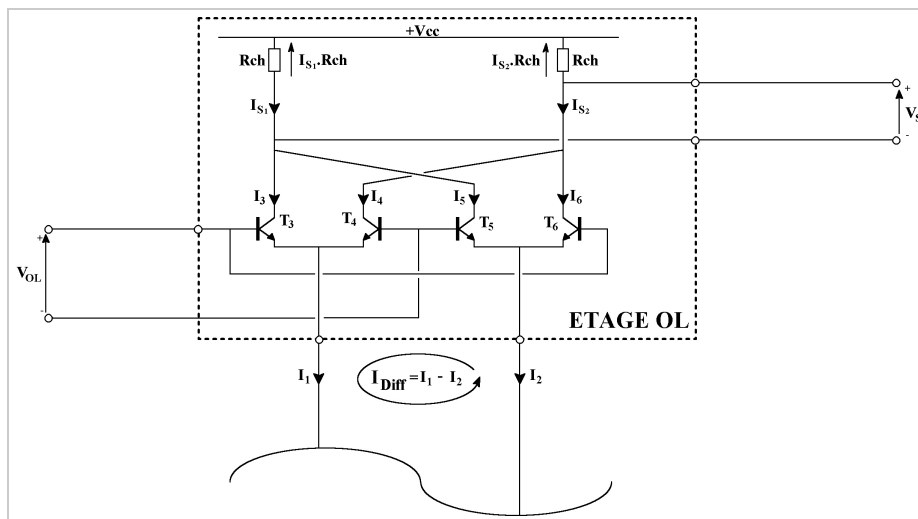 +Vcc
Rch
IS1.Rch
IS2.Rch
Rch
IS1
IS2
+
VS
-
I3
I4
I5
I6
T3
T4
T5
T6
+
VOL
-
ETAGE OL
I1
IDiff=I1 - I2
I2